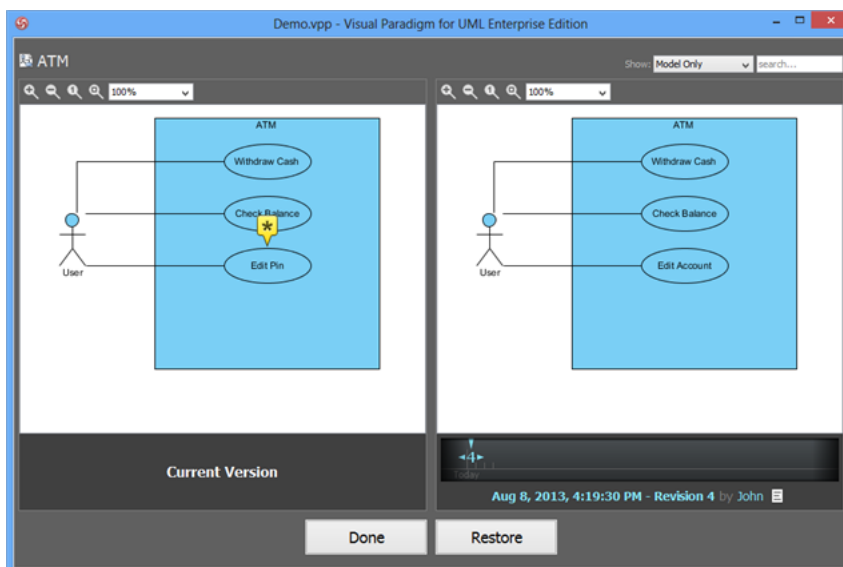 Demo.vpp - Visual Paradigm for UML Enterprise Edition
ATM
Show: Model Only search...
100%
100%
ATM
Withdraw Cash
Check Balance
*
Edit Pin
User
ATM
Withdraw Cash
Check Balance
Edit Account
User
Current Version
4
Today
Aug 8, 2013, 4:19:30 PM - Revision 4 by John
Done
Restore